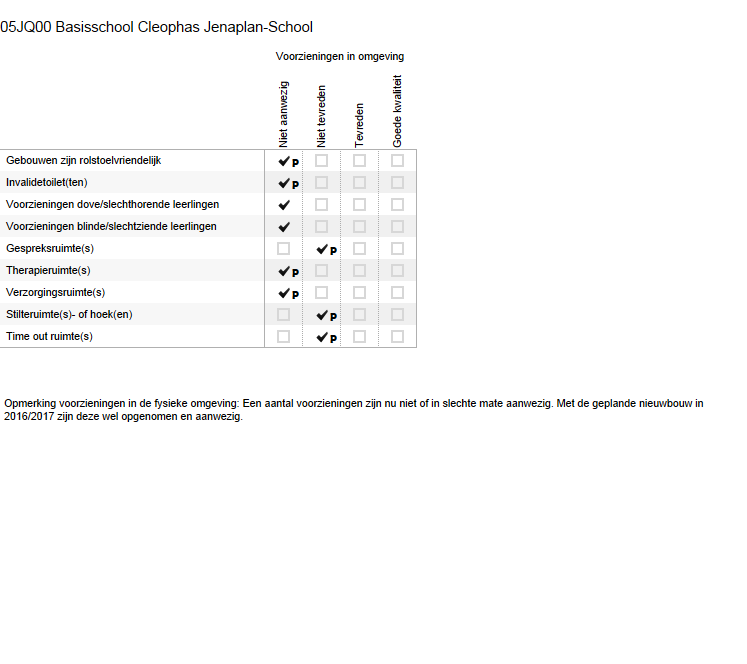 05JQ00 Basisschool Cleophas Jenaplan-School
Voorzieningen in omgeving
Niet aanwezig
Niet tevreden
Tevreden
Goede kwaliteit
Gebouwen zijn rolstoelvriendelijk ✔ P
Invalidetoilet(ten) ✔ P
Voorzieningen dove/slechthorende leerlingen ✔
Voorzieningen blinde/slechtziende leerlingen ✔
Gespreksruimte(s) ✔ P
Therapieruimte(s) ✔ P
Verzorgingsruimte(s) ✔ P
Stilteruimte(s)- of hoek(en) ✔ P
Time out ruimte(s) ✔ P
Opmerking voorzieningen in de fysieke omgeving: Een aantal voorzieningen zijn nu niet of in slechte mate aanwezig. Met de geplande nieuwbouw in
2016/2017 zijn deze wel opgenomen en aanwezig.